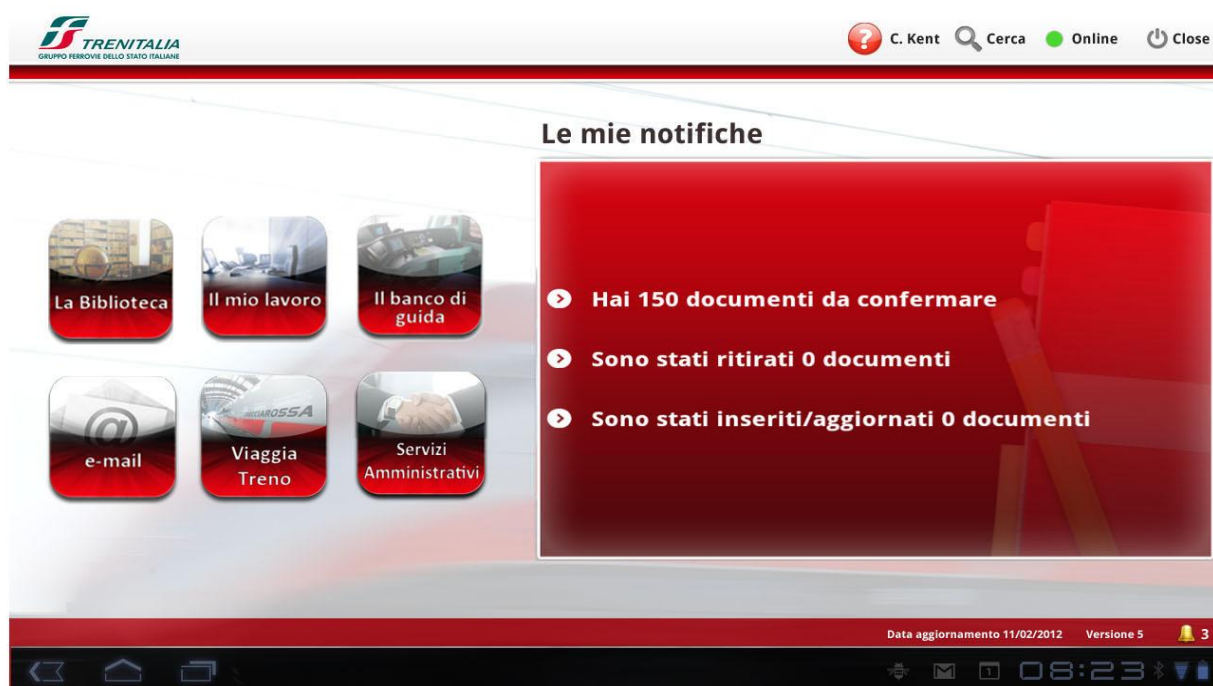 TRENITALIA
GRUPPO FERROVIE DELLO STATO ITALIANE
? C. Kent Cerca Online Close
Le mie notifiche
La Biblioteca
Il mio lavoro
Il banco di
guida
@
e-mail
FRECCIAROSSA
Viaggia
Treno
Servizi
Amministrativi
Hai 150 documenti da confermare
Sono stati ritirati 0 documenti
Sono stati inseriti/aggiornati 0 documenti
Data aggiornamento 11/02/2012 Versione 5 3
1 08:23